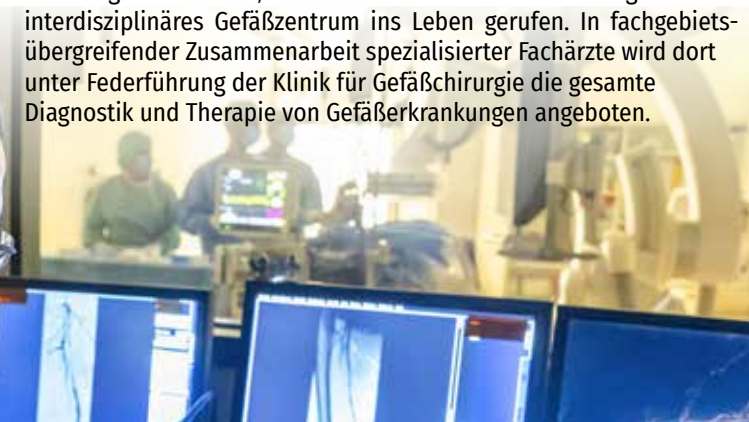 interdisziplinäres Gefäßzentrum ins Leben gerufen. In fachgebiets-
übergreifender Zusammenarbeit spezialisierter Fachärzte wird dort
unter Federführung der Klinik für Gefäßchirurgie die gesamte
Diagnostik und Therapie von Gefäßerkrankungen angeboten.